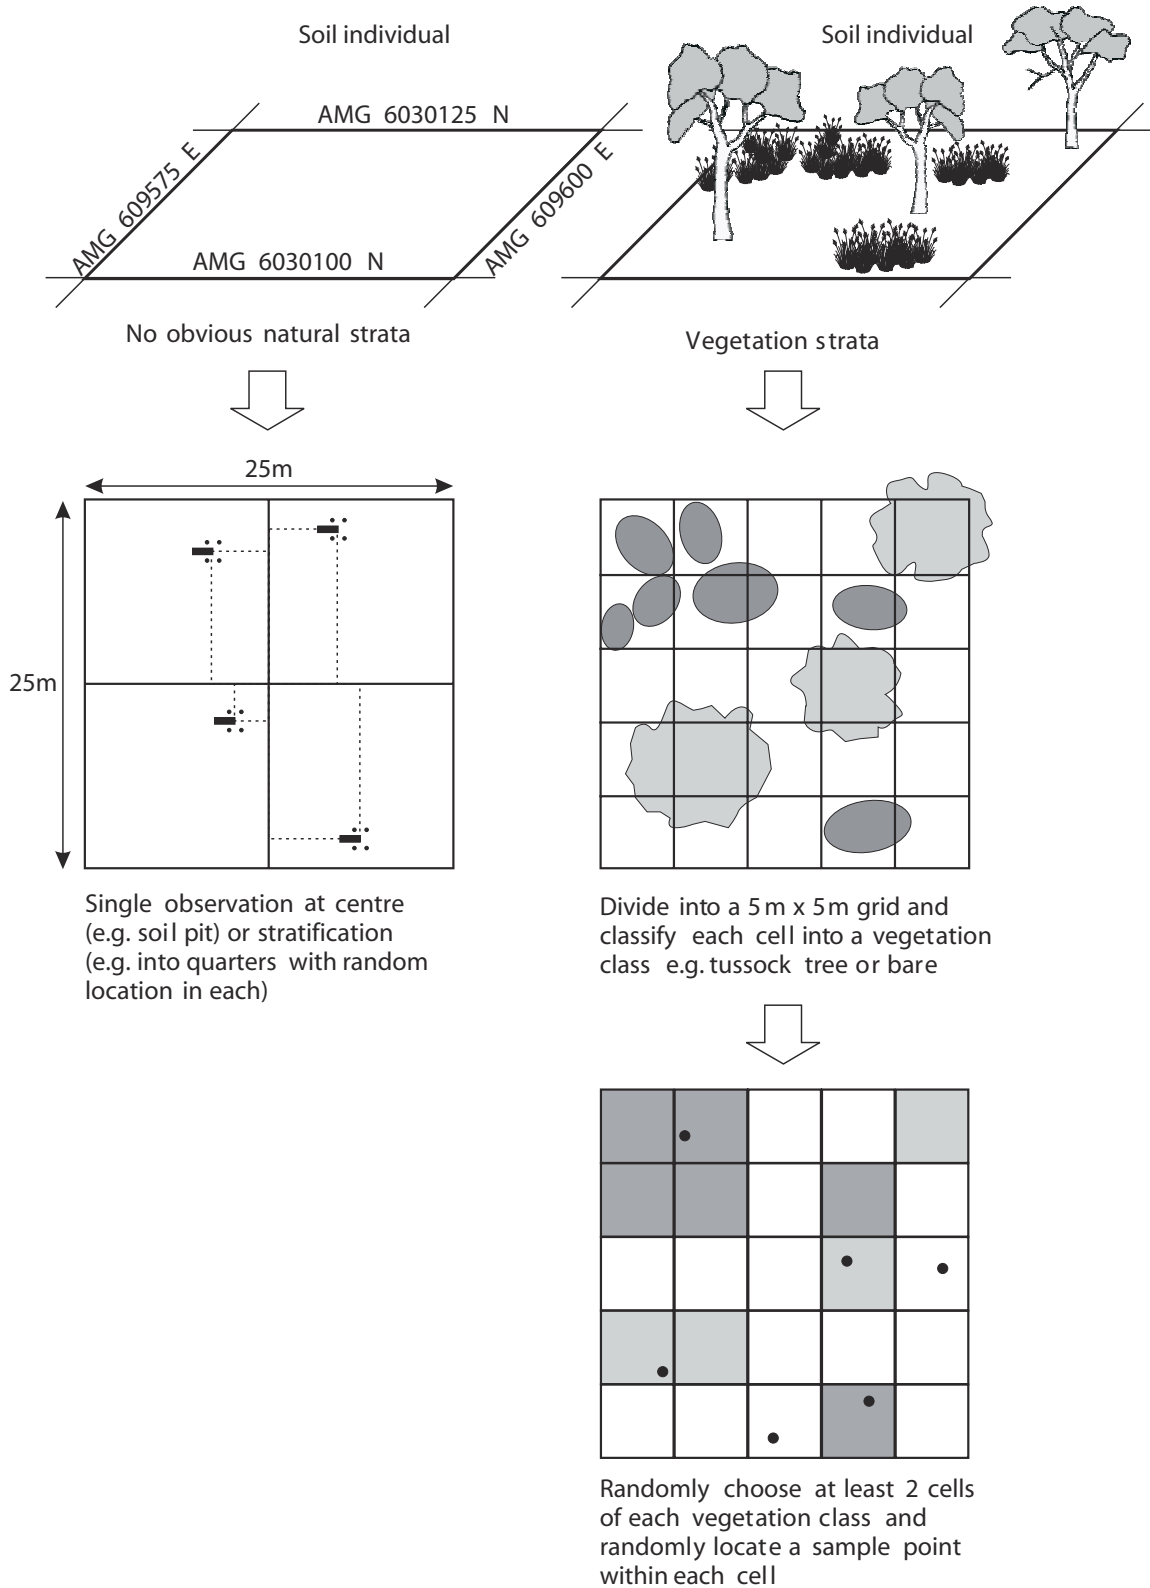 Soil individual
Soil individual
AMG 6030125 N
AMG 609575 E
AMG 609600 E
AMG 6030100 N
No obvious natural strata
Vegetation strata
25m
25m
Single observation at centre
(e.g. soil pit) or stratification
(e.g. into quarters with random
location in each)
Divide into a 5m x 5m grid and
classify each cell into a vegetation
class e.g. tussock tree or bare
Randomly choose at least 2 cells
of each vegetation class and
randomly locate a sample point
within each cell